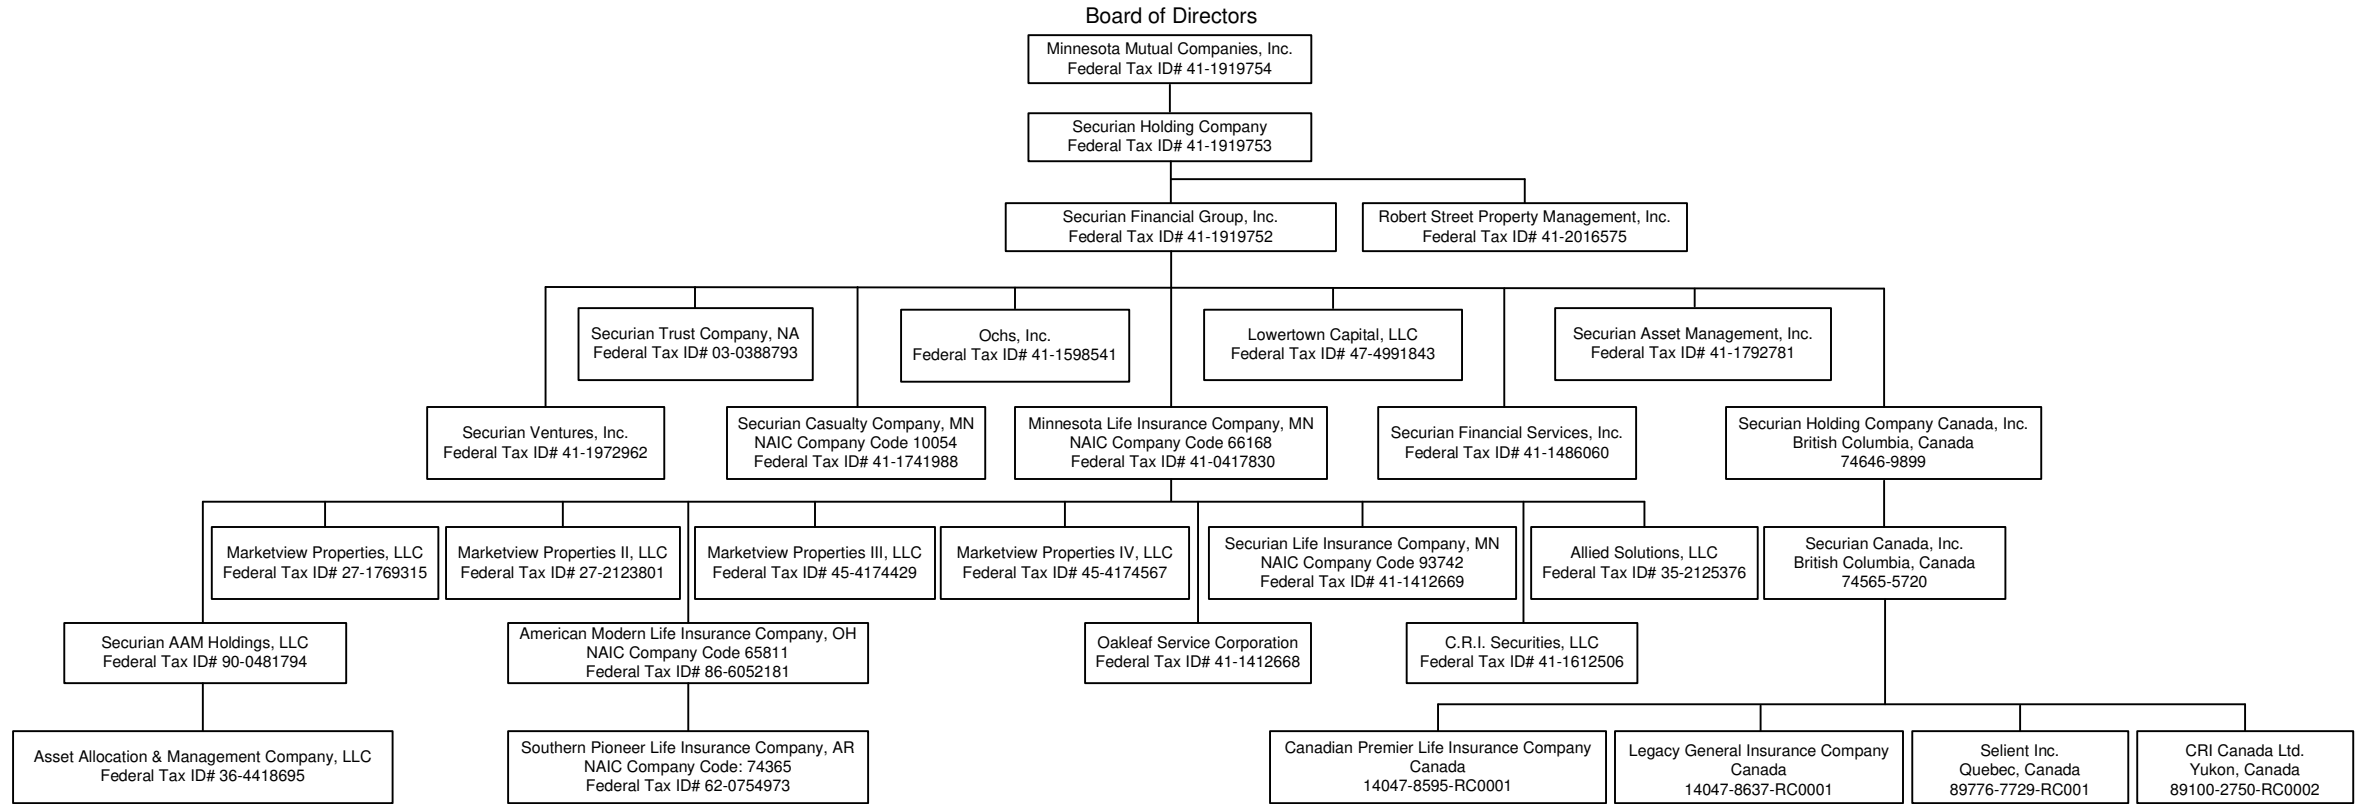 Board of Directors
Minnesota Mutual Companies, Inc.
Federal Tax ID# 41-1919754
Securian Holding Company
Federal Tax ID# 41-1919753
Securian Financial Group, Inc.
Federal Tax ID# 41-1919752
Robert Street Property Management, Inc.
Federal Tax ID# 41-2016575
Securian Trust Company, NA
Federal Tax ID# 03-0388793
Ochs, Inc.
Federal Tax ID# 41-1598541
Lowertown Capital, LLC
Federal Tax ID# 47-4991843
Securian Asset Management, Inc.
Federal Tax ID# 41-1792781
Securian Ventures, Inc.
Federal Tax ID# 41-1972962
Securian Casualty Company, MN
NAIC Company Code 10054
Federal Tax ID# 41-1741988
Minnesota Life Insurance Company, MN
NAIC Company Code 66168
Federal Tax ID# 41-0417830
Securian Financial Services, Inc.
Federal Tax ID# 41-1486060
Securian Holding Company Canada, Inc.
British Columbia, Canada
74646-9899
Marketview Properties, LLC
Federal Tax ID# 27-1769315
Marketview Properties II, LLC
Federal Tax ID# 27-2123801
Marketview Properties III, LLC
Federal Tax ID# 45-4174429
Marketview Properties IV, LLC
Federal Tax ID# 45-4174567
Securian Life Insurance Company, MN
NAIC Company Code 93742
Federal Tax ID# 41-1412669
Allied Solutions, LLC
Federal Tax ID# 35-2125376
Securian Canada, Inc.
British Columbia, Canada
74565-5720
Securian AAM Holdings, LLC
Federal Tax ID# 90-0481794
American Modern Life Insurance Company, OH
NAIC Company Code 65811
Federal Tax ID# 86-6052181
Oakleaf Service Corporation
Federal Tax ID# 41-1412668
C.R.I. Securities, LLC
Federal Tax ID# 41-1612506
Asset Allocation & Management Company, LLC
Federal Tax ID# 36-4418695
Southern Pioneer Life Insurance Company, AR
NAIC Company Code: 74365
Federal Tax ID# 62-0754973
Canadian Premier Life Insurance Company
Canada
14047-8595-RC0001
Legacy General Insurance Company
Canada
14047-8637-RC0001
Selient Inc.
Quebec, Canada
89776-7729-RC001
CRI Canada Ltd.
Yukon, Canada
89100-2750-RC0002